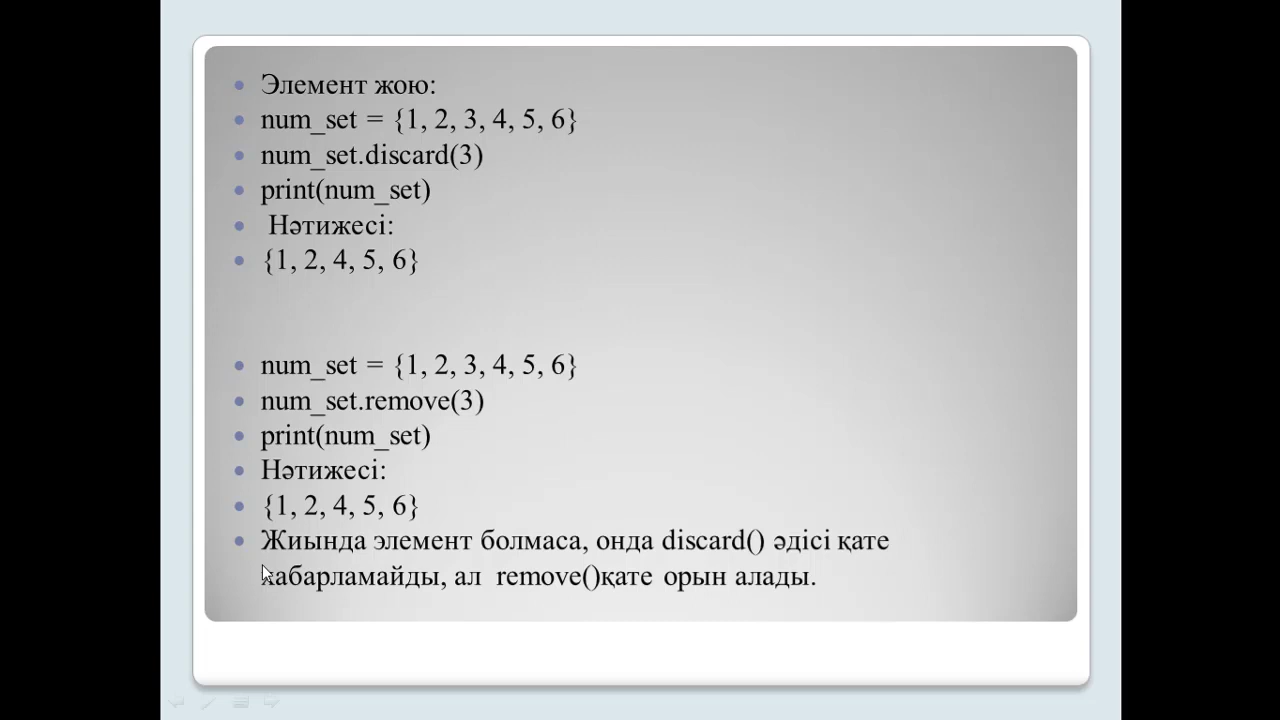 Элемент жою:
num_set = {1, 2, 3, 4, 5, 6}
num_set.discard(3)
print(num_set)
Нәтижесі:
{1, 2, 4, 5, 6}
num_set = {1, 2, 3, 4, 5, 6}
num_set.remove(3)
print(num_set)
Нәтижесі:
{1, 2, 4, 5, 6}
Жиында элемент болмаса, онда discard() әдісі қате
хабарламайды, ал remove()қате орын алады.